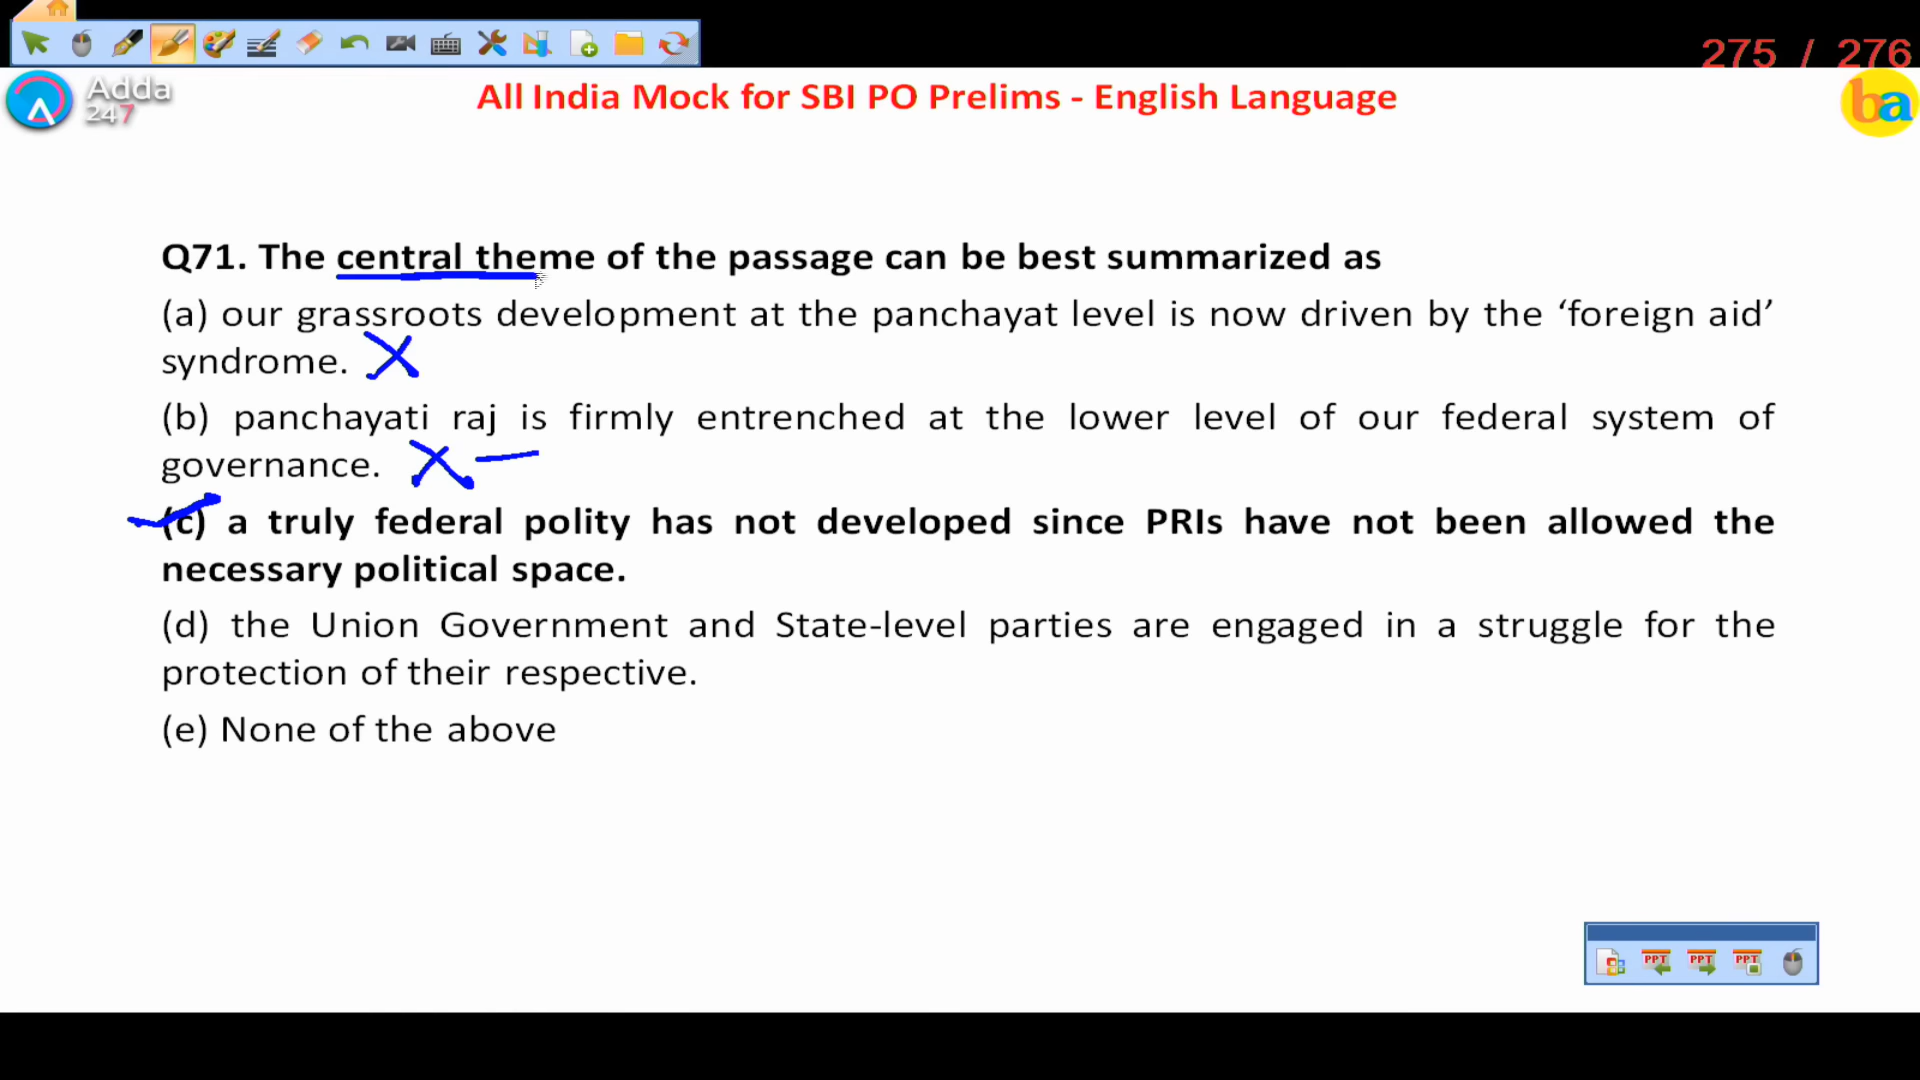 275 / 276
Adda
247
All India Mock for SBI PO Prelims - English Language
ba
Q71. The central theme of the passage can be best summarized as
(a) our grassroots development at the panchayat level is now driven by the ‘foreign aid’
syndrome.
(b) panchayati raj is firmly entrenched at the lower level of our federal system of
governance.
(c) a truly federal polity has not developed since PRIs have not been allowed the
necessary political space.
(d) the Union Government and State-level parties are engaged in a struggle for the
protection of their respective.
(e) None of the above
PPT PPT PPT